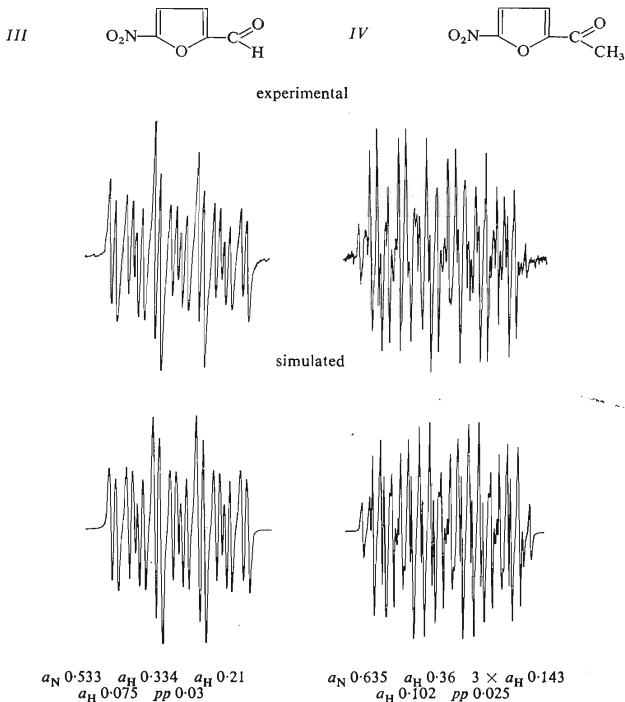 III
O₂N
O
C
O
H
IV
O₂N
O
C
O
CH₃
experimental
simulated
aN 0·533 aH 0·334 aH 0·21
aH 0·075 pp 0·03
aN 0·635 aH 0·36 3 × aH 0·143
aH 0·102 pp 0·025